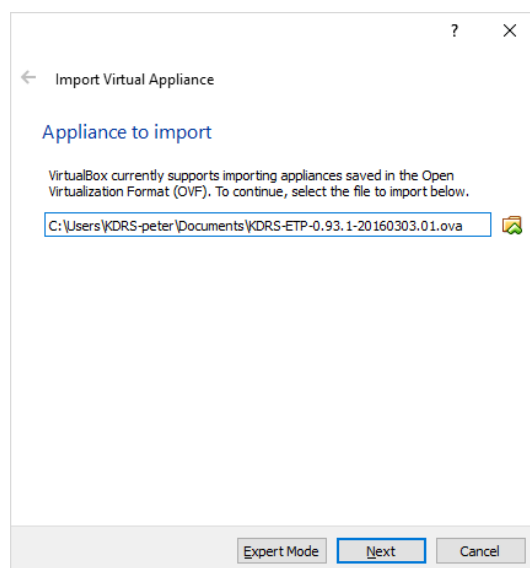 ?
Import Virtual Appliance
Appliance to import
VirtualBox currently supports importing appliances saved in the Open
Virtualization Format (OVF). To continue, select the file to import below.
C:\Users\KDRS-peter\Documents\KDRS-ETP-0.93.1-20160303.01.ova
Expert Mode Next Cancel